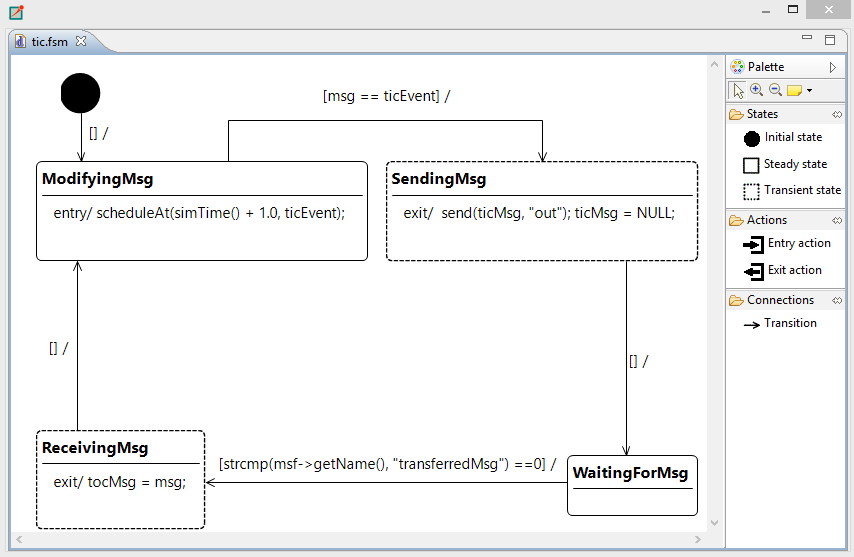 tic.fsm
[] /
[msg == ticEvent] /
ModifyingMsg
entry/ scheduleAt(simTime() + 1.0, ticEvent);
SendingMsg
exit/  send(ticMsg, "out"); ticMsg = NULL;
[] /
[] /
ReceivingMsg
exit/ tocMsg = msg;
[strcmp(msf->getName(), "transferredMsg") ==0] /
WaitingForMsg
Palette
States
Initial state
Steady state
Transient state
Actions
Entry action
Exit action
Connections
Transition